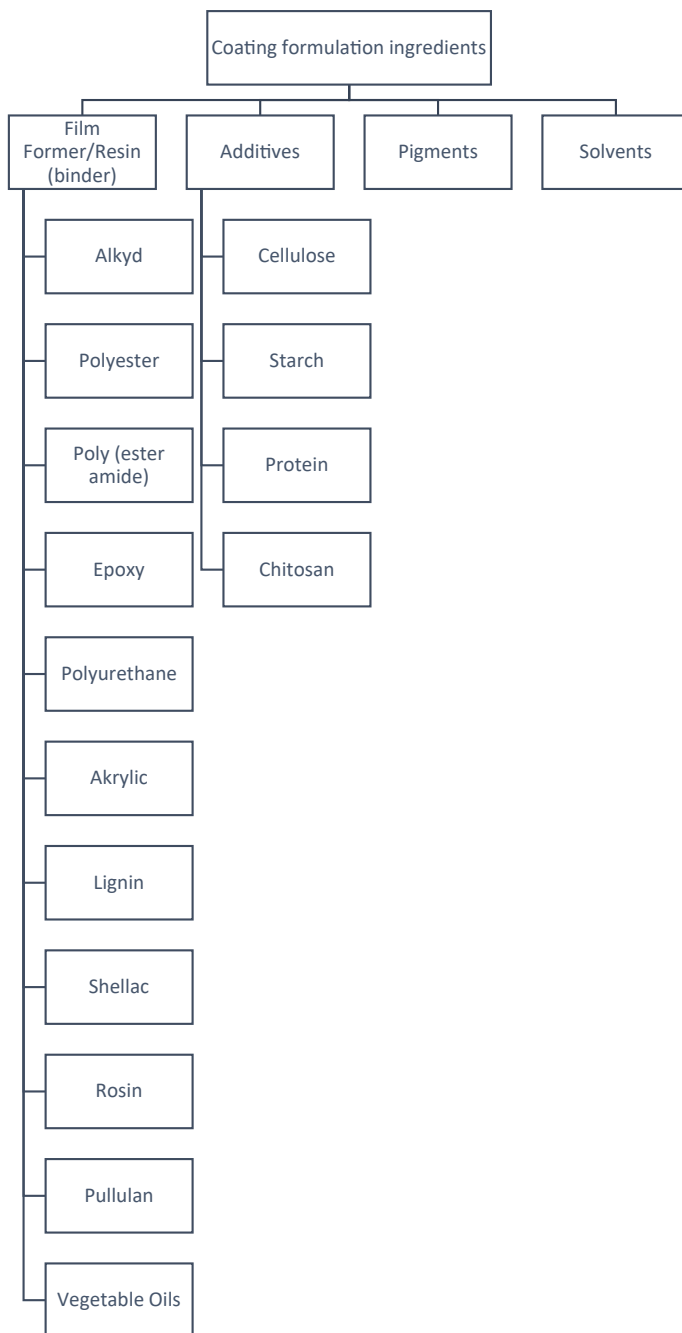 Coating formulation ingredients
Film
Former/Resin
(binder)
Additives
Pigments
Solvents
Alkyd
Polyester
Poly (ester
amide)
Epoxy
Polyurethane
Akrylic
Lignin
Shellac
Rosin
Pullulan
Vegetable Oils
Cellulose
Starch
Protein
Chitosan